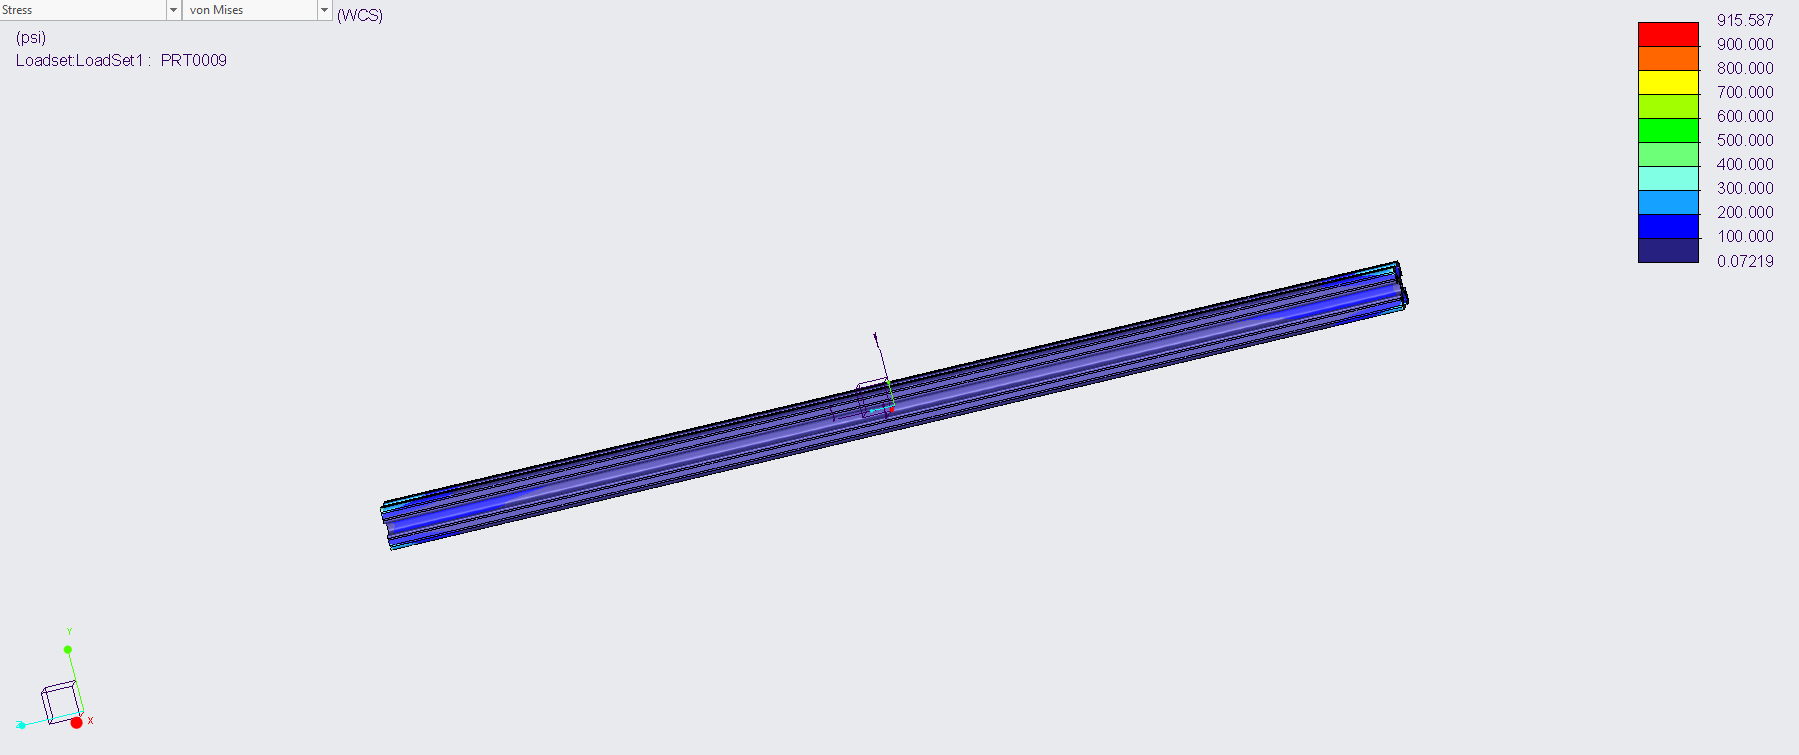 Stress
von Mises
(WCS)
(psi)
Loadset:LoadSet1 : PRT0009
915.587
900.000
800.000
700.000
600.000
500.000
400.000
300.000
200.000
100.000
0.07219
Y
Z
X